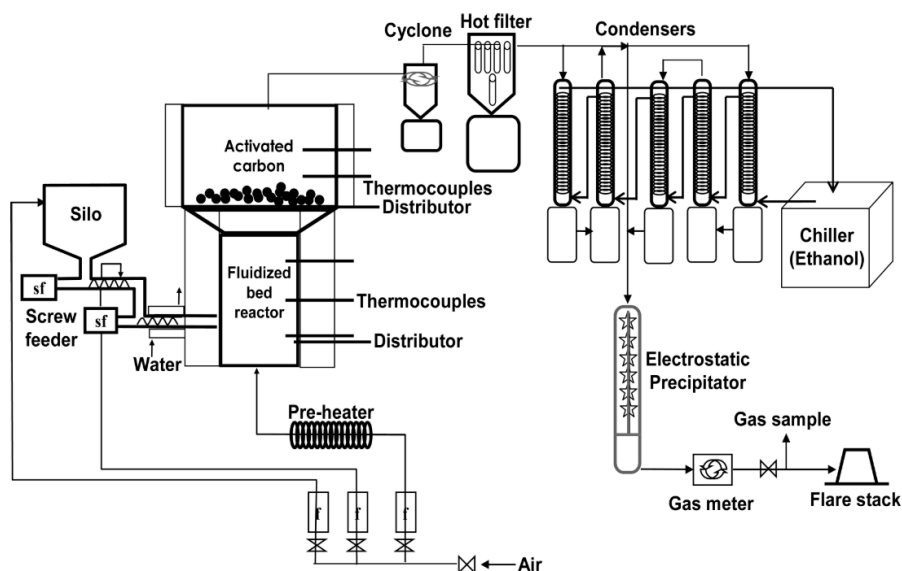 Cyclone
Hot filter
Condensers
Activated
carbon
Thermocouples
Distributor
Silo
Fluidized
bed
reactor
sf
sf
Screw
feeder
Thermocouples
Distributor
Water
Chiller
(Ethanol)
Electrostatic
Precipitator
Pre-heater
Gas sample
Gas meter
Flare stack
f
f
f
Air